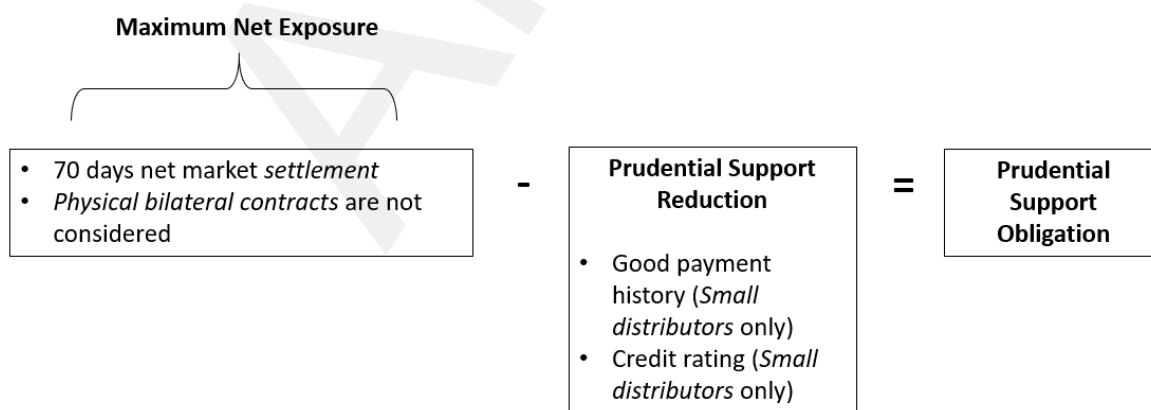 Maximum Net Exposure
• 70 days net market settlement
• Physical bilateral contracts are not
considered
-
Prudential Support
Reduction
• Good payment
history (Small
distributors only)
• Credit rating (Small
distributors only)
=
Prudential
Support
Obligation